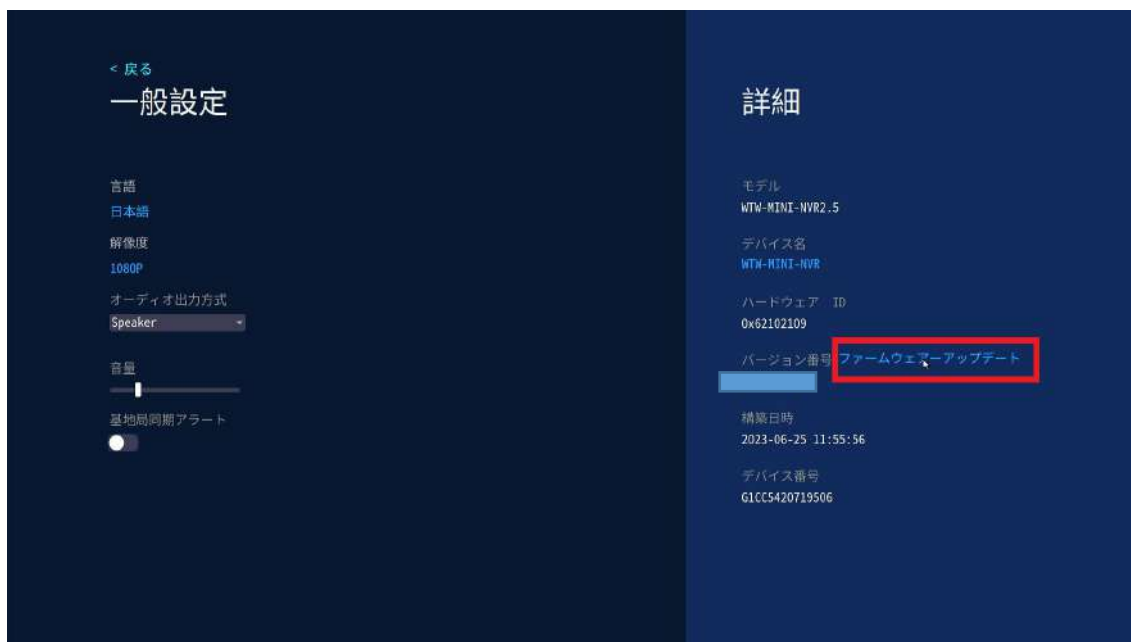 < 戻る
一般設定
言語
日本語
解像度
1080P
オーディオ出力方式
Speaker
音量
基地局同期アラート
詳細
モデル
WTW-MINI-NVR2.5
デバイス名
WTW-MINI-NVR
ハードウェア ID
0x62102109
バージョン番号 ファームウェアーアップデート
構築日時
2023-06-25 11:55:56
デバイス番号
G1CC5420719506